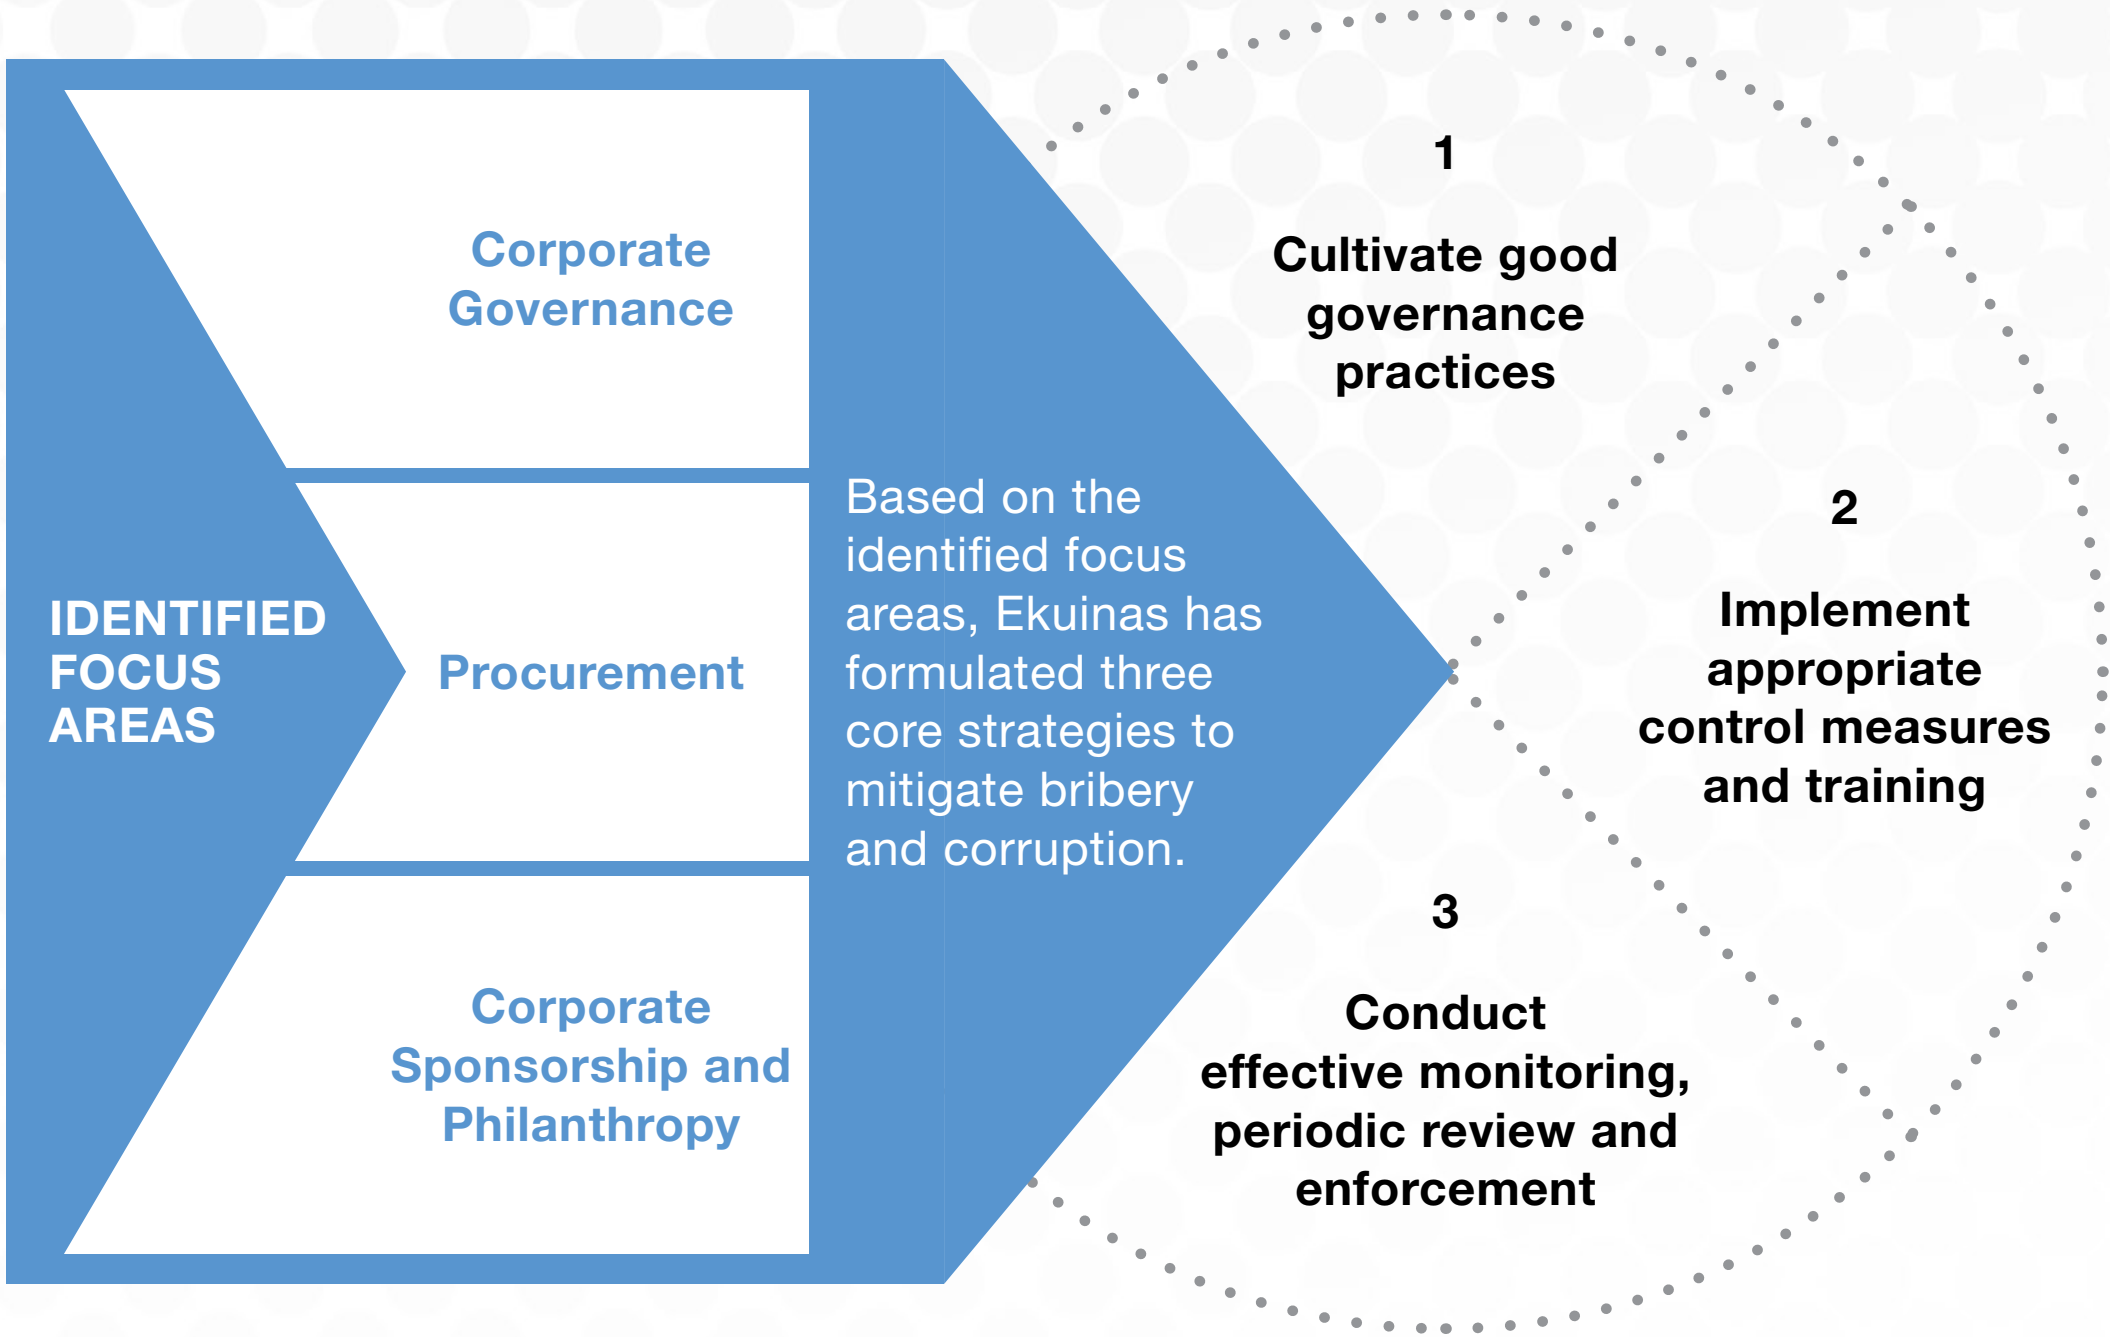 IDENTIFIED
FOCUS
AREAS
Corporate
Governance
Procurement
Corporate
Sponsorship and
Philanthropy
Based on the
identified focus
areas, Ekuinas has
formulated three
core strategies to
mitigate bribery
and corruption.
1
Cultivate good
governance
practices
2
Implement
appropriate
control measures
and training
3
Conduct
effective monitoring,
periodic review and
enforcement